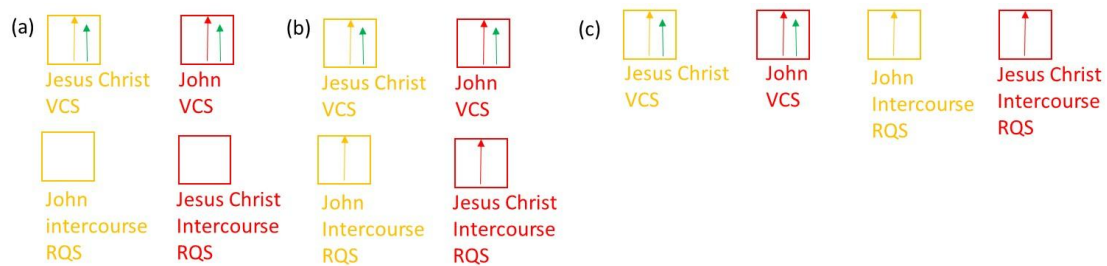 (a)
Jesus Christ
VCS
John
VCS
John
intercourse
RQS
Jesus Christ
Intercourse
RQS
(b)
Jesus Christ
VCS
John
VCS
John
Intercourse
RQS
Jesus Christ
Intercourse
RQS
(c)
Jesus Christ
VCS
John
VCS
John
Intercourse
RQS
Jesus Christ
Intercourse
RQS